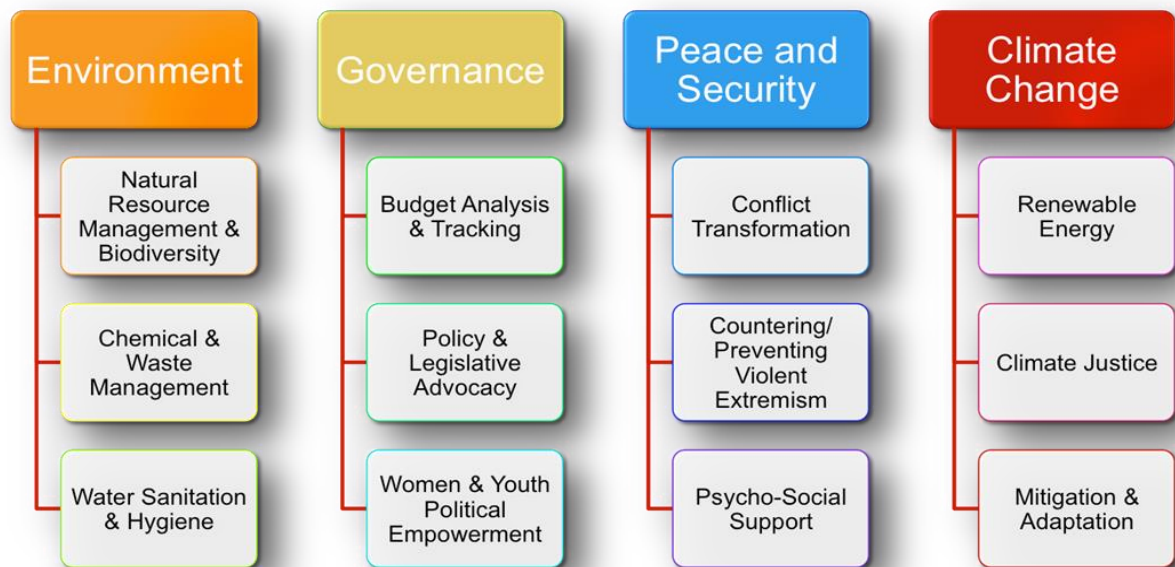 Environment
Natural
Resource
Management &
Biodiversity
Chemical &
Waste
Management
Water Sanitation
& Hygiene
Governance
Budget Analysis
& Tracking
Policy &
Legislative
Advocacy
Women & Youth
Political
Empowerment
Peace and
Security
Conflict
Transformation
Countering/
Preventing
Violent
Extremism
Psycho-Social
Support
Climate
Change
Renewable
Energy
Climate Justice
Mitigation &
Adaptation